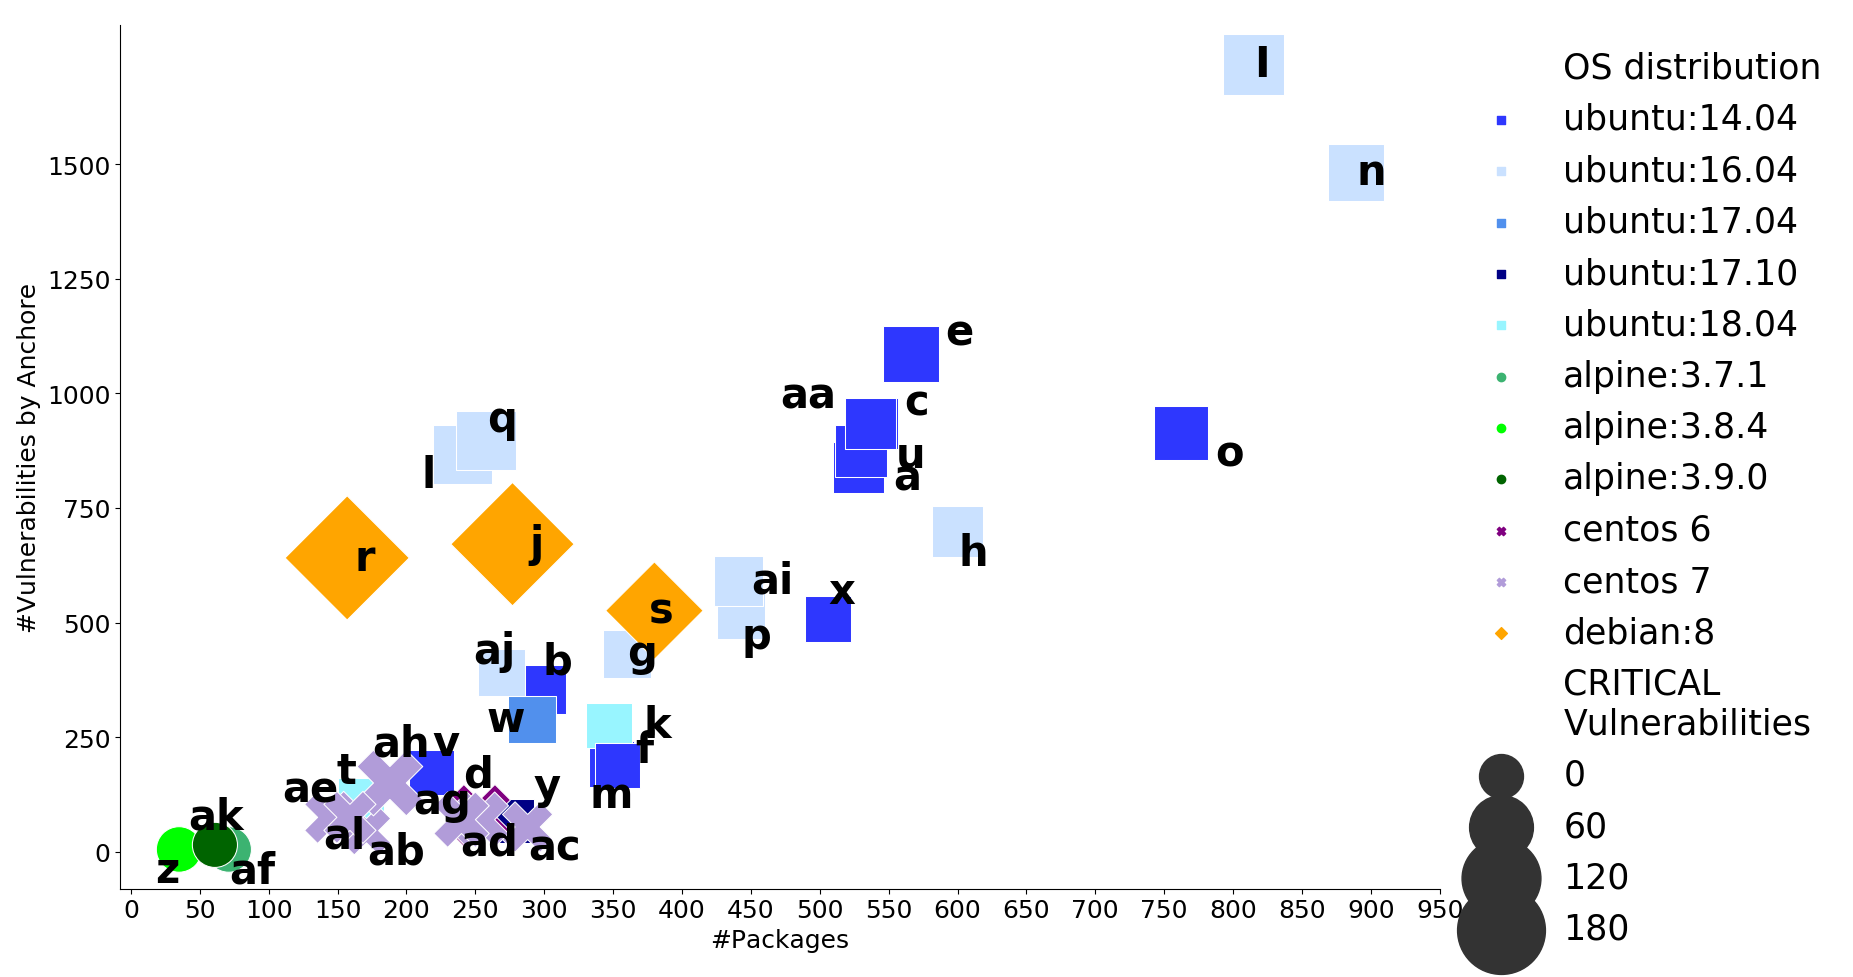 l
OS distribution
ubuntu:14.04
ubuntu:16.04
ubuntu:17.04
ubuntu:17.10
ubuntu:18.04
alpine:3.7.1
alpine:3.8.4
alpine:3.9.0
centos 6
centos 7
debian:8
CRITICAL
Vulnerabilities
0
60
120
180
#Vulnerabilities by Anchore
1500
1250
1000
750
500
250
0
n
e
aa
c
q
l
u
a
o
r
j
h
ai
x
s
p
aj
b
g
w
k
ah
v
f
t
d
ae
y
m
ag
ak
al
ab
ad
ac
z
af
0
50
100
150
200
250
300
350
400
450
500
550
600
650
700
750
800
850
900
950
#Packages